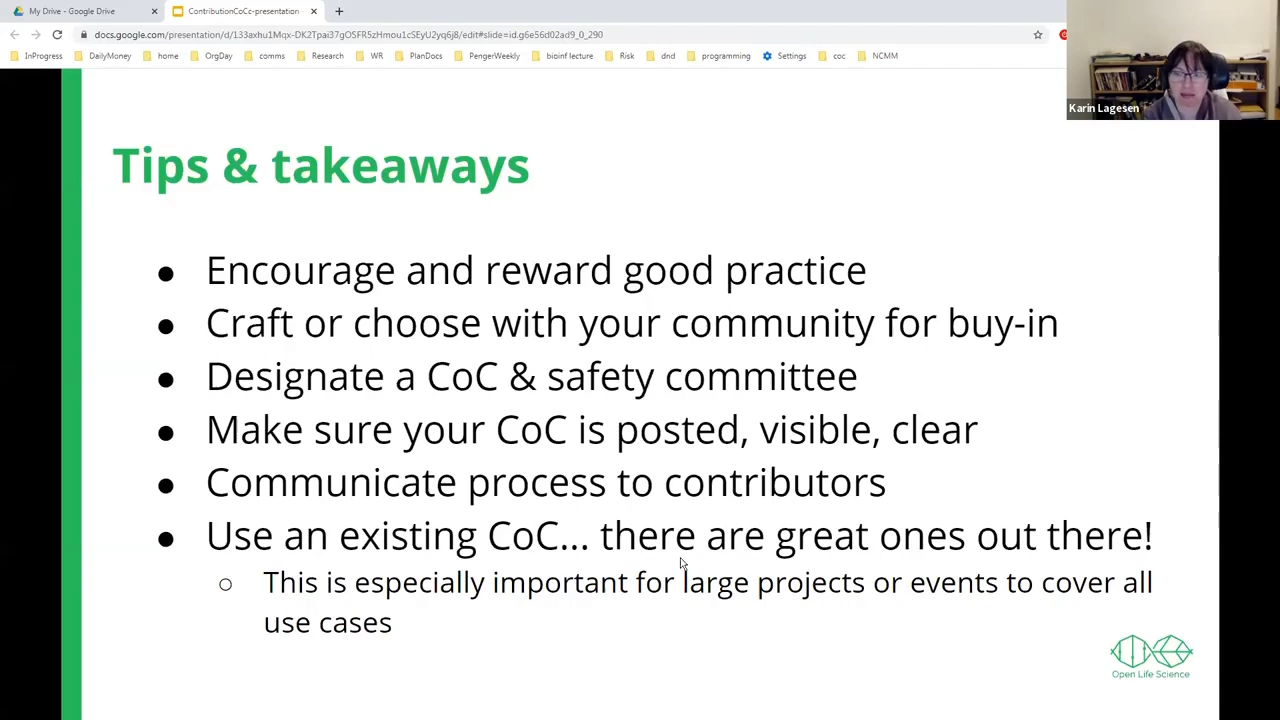 My Drive - Google Drive
ContributionCoCc-presentation -
docs.google.com/presentation/d/133axhu1Mqx-DK2Tpai37gOSFR5zHmou1cSEyU2yq6j8/edit#slide=id.g6e56d02ad9_0_290
InProgress DailyMoney home OrgDay comms Research WR PlanDocs PengerWeekly bioinf lecture Risk dnd programming Settings coc NCMM
Karin Lagesen
Tips & takeaways
● Encourage and reward good practice
● Craft or choose with your community for buy-in
● Designate a CoC & safety committee
● Make sure your CoC is posted, visible, clear
● Communicate process to contributors
● Use an existing CoC... there are great ones out there!
○ This is especially important for large projects or events to cover all
use cases
Open Life Science